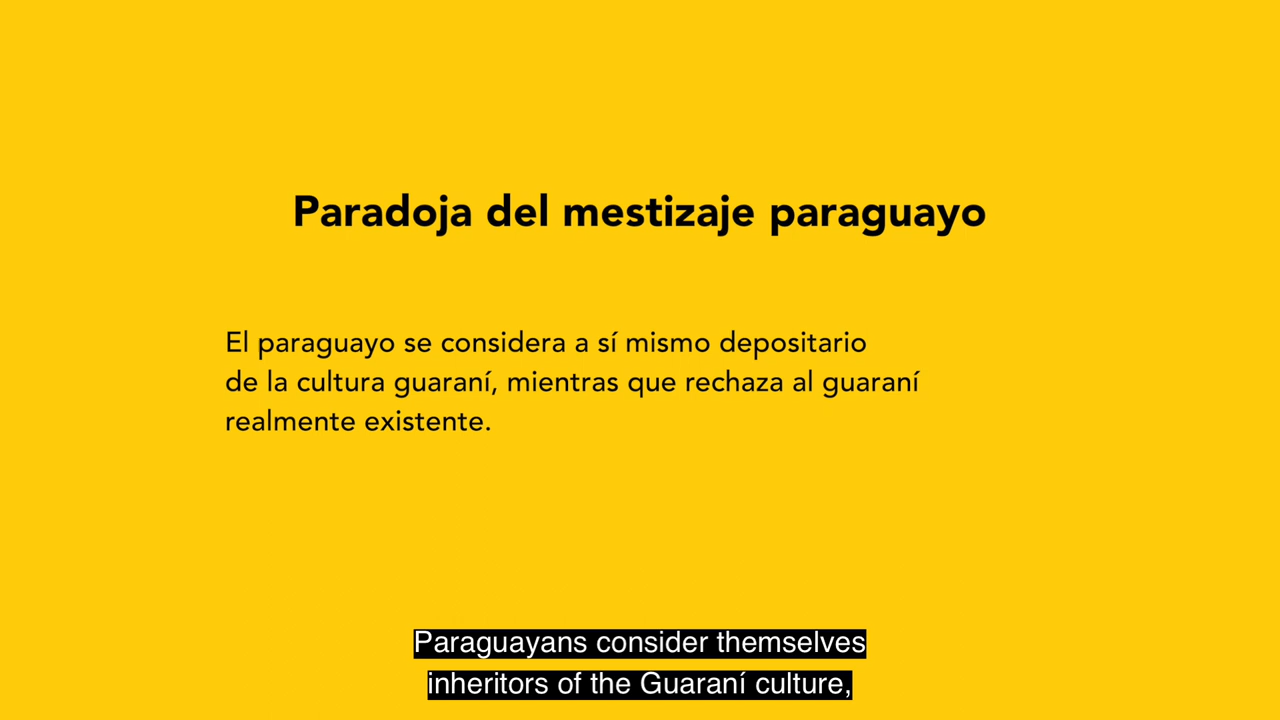 Paradoja del mestizaje paraguayo
El paraguayo se considera a sí mismo depositario
de la cultura guaraní, mientras que rechaza al guaraní
realmente existente.
Paraguayans consider themselves
inheritors of the Guaraní culture,